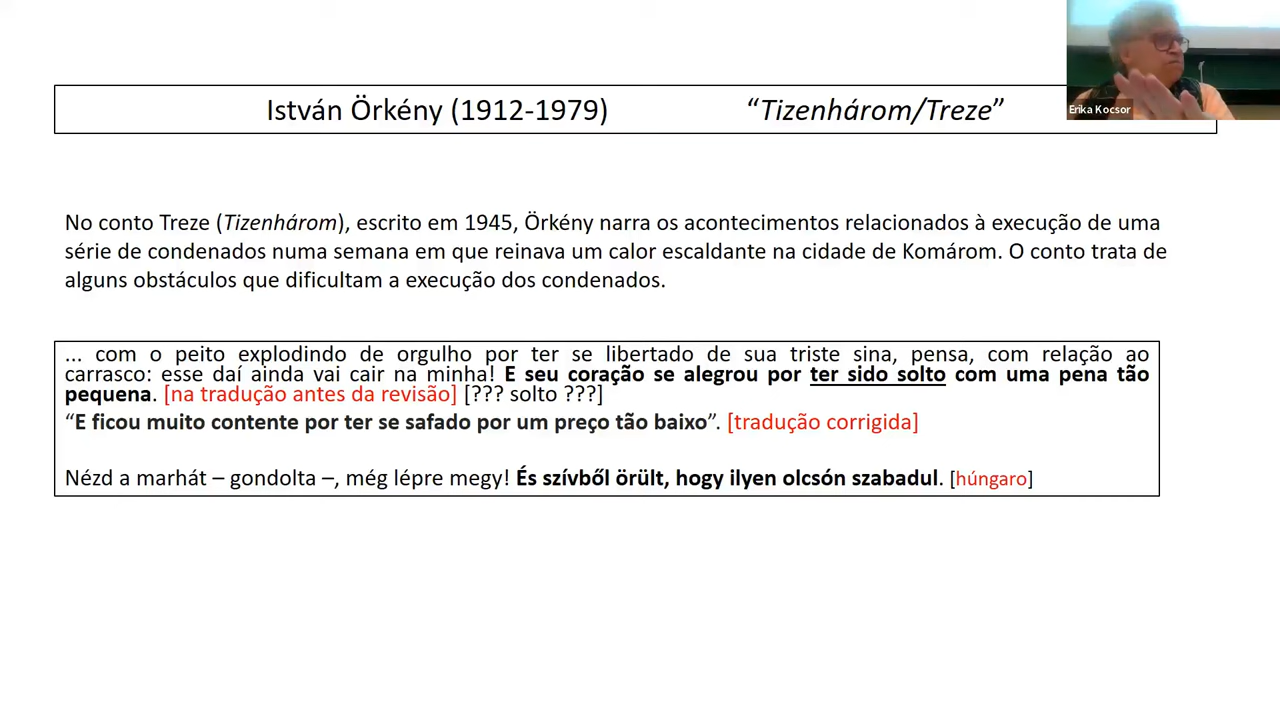 István Örkény (1912-1979) “Tizenhárom/Treze”
Erika Kocsor
No conto Treze (Tizenhárom), escrito em 1945, Örkény narra os acontecimentos relacionados à execução de uma
série de condenados numa semana em que reinava um calor escaldante na cidade de Komárom. O conto trata de
alguns obstáculos que dificultam a execução dos condenados.
... com o peito explodindo de orgulho por ter se libertado de sua triste sina, pensa, com relação ao
carrasco: esse daí ainda vai cair na minha! E seu coração se alegrou por ter sido solto com uma pena tão
pequena. [na tradução antes da revisão] [??? solto ???]
“E ficou muito contente por ter se safado por um preço tão baixo”. [tradução corrigida]
Nézd a marhát – gondolta –, még lépre megy! És szívből örült, hogy ilyen olcsón szabadul. [húngaro]